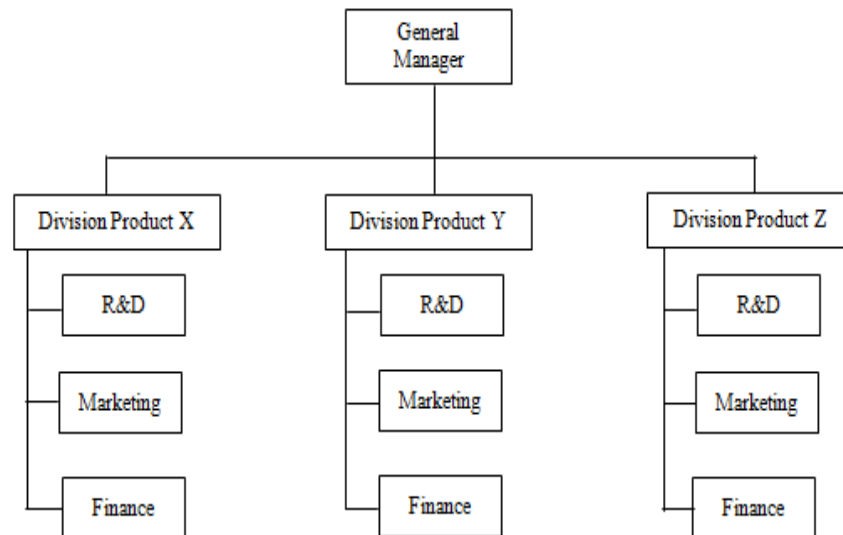 General
Manager
Division Product X
Division Product Y
Division Product Z
R&D
R&D
R&D
Marketing
Marketing
Marketing
Finance
Finance
Finance